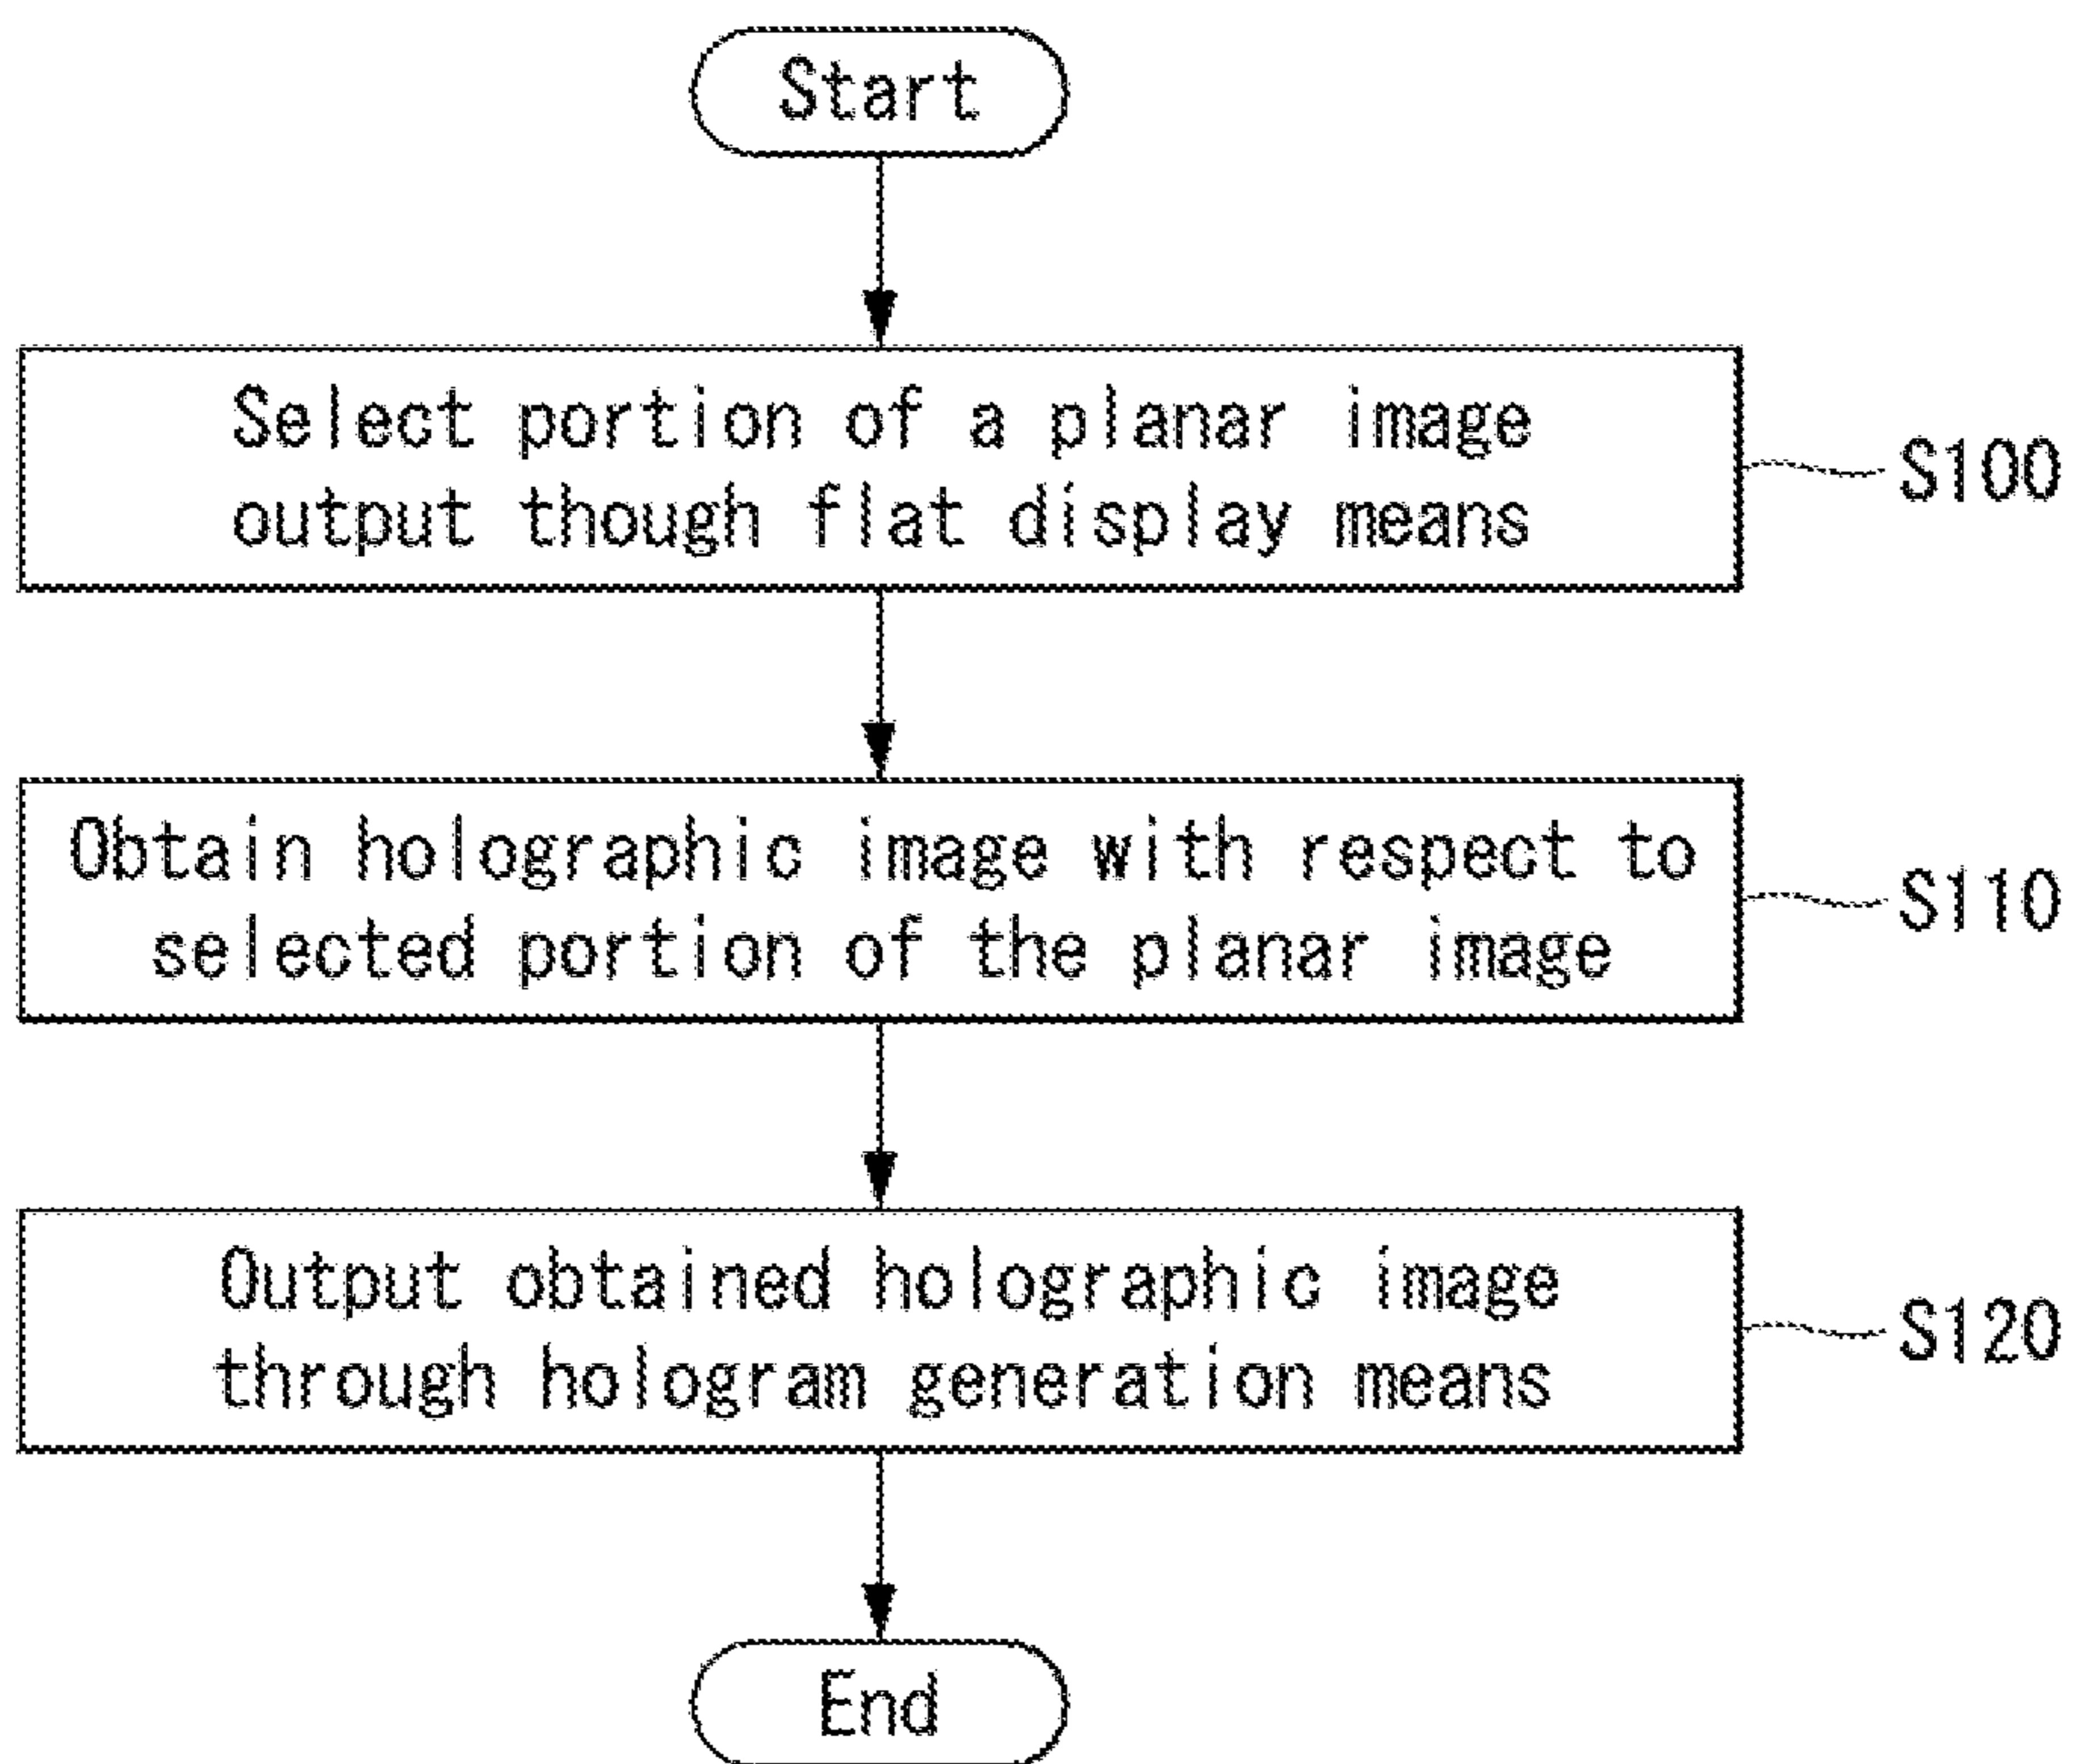 Start
Select portion of a planar image
output though flat display means
S100
Obtain holographic image with respect to
selected portion of the planar image
S110
Output obtained holographic image
through hologram generation means
S120
End